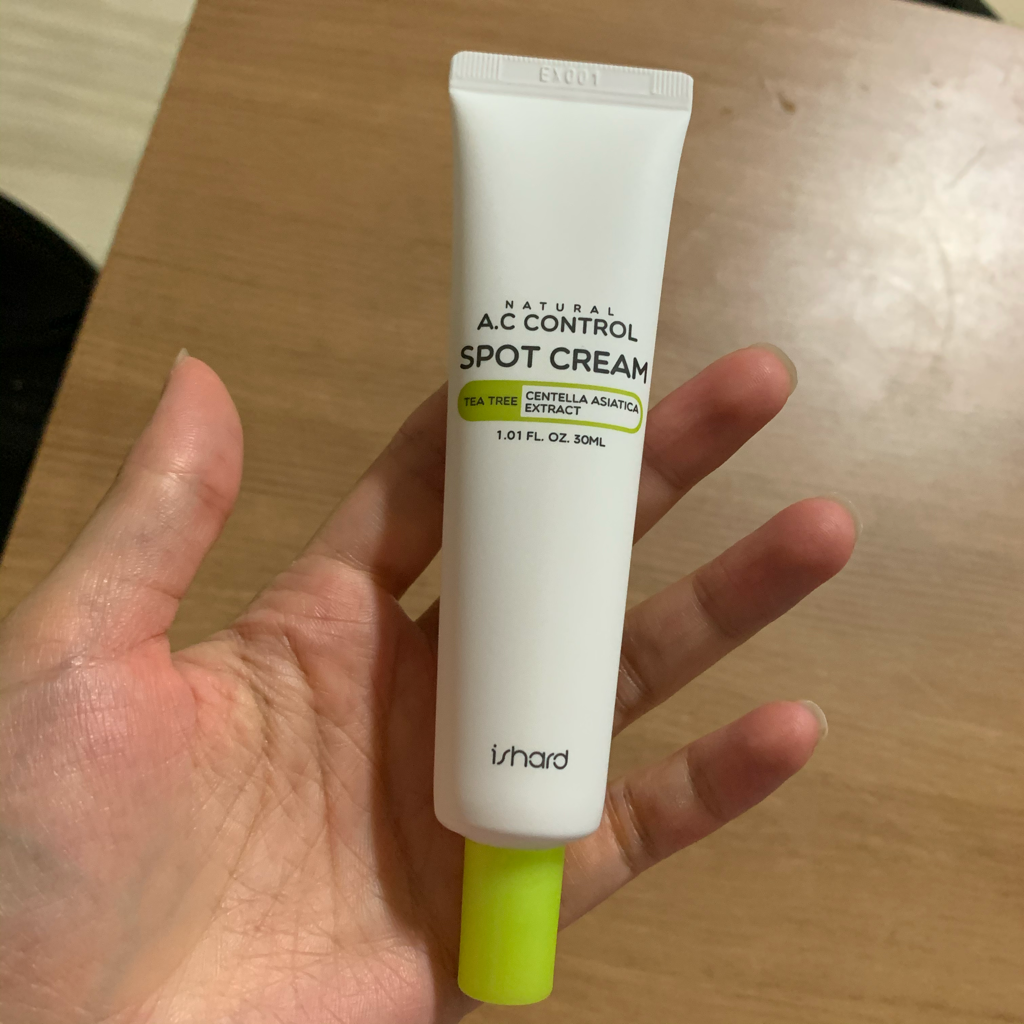 EX001
NATURAL
A.C CONTROL
SPOT CREAM
TEA TREE
CENTELLA ASIATICA
EXTRACT
1.01 FL. OZ. 30ML
ishard